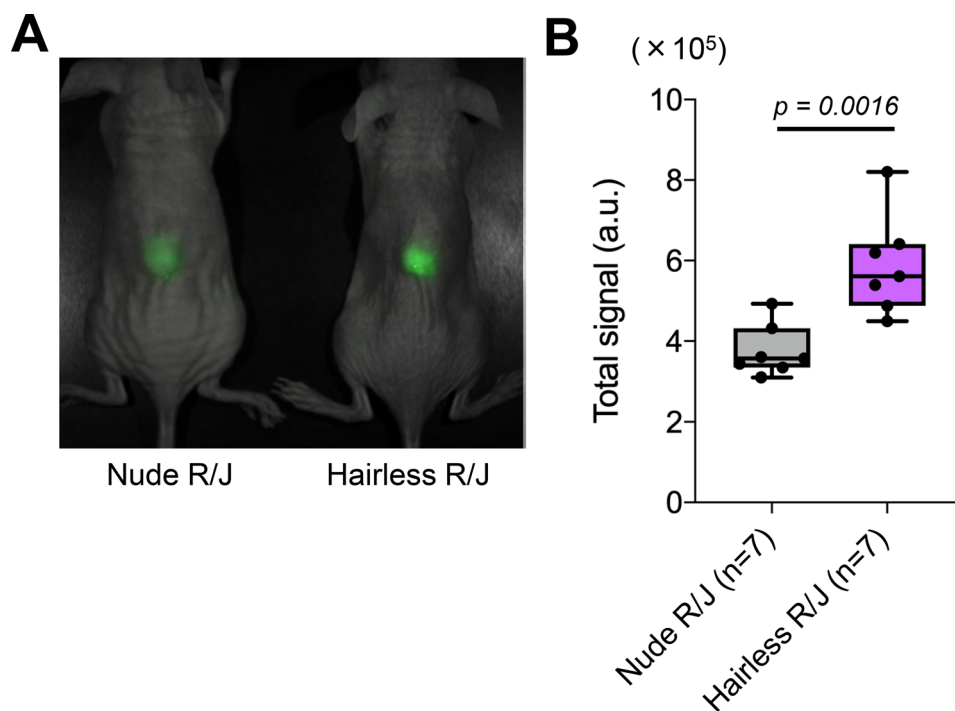 A
Nude R/J
Hairless R/J
B
(×10⁵)
p = 0.0016
Total signal (a.u.)
10
8
6
4
2
0
Nude R/J (n=7)
Hairless R/J (n=7)